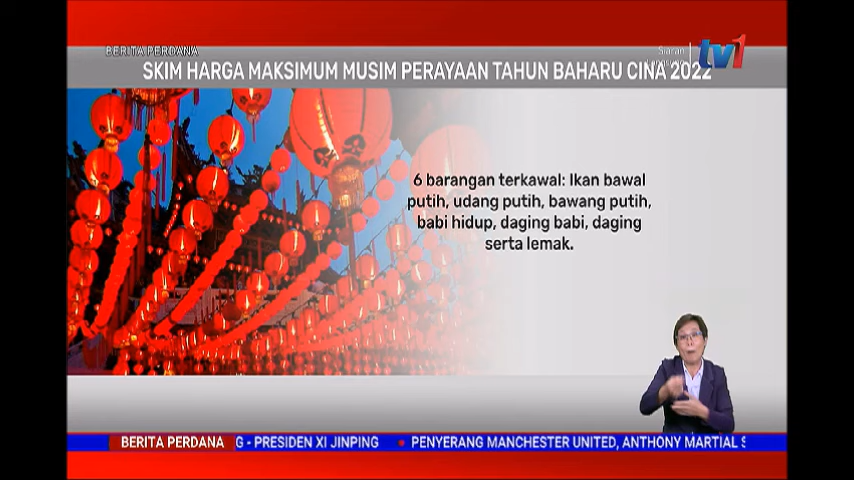 BERITA PERDANA
Siaran
tv1
SKIM HARGA MAKSIMUM MUSIM PERAYAAN TAHUN BAHARU CINA 2022
6 barangan terkawal: Ikan bawal
putih, udang putih, bawang putih,
babi hidup, daging babi, daging
serta lemak.
BERITA PERDANA G - PRESIDEN XI JINPING • PENYERANG MANCHESTER UNITED, ANTHONY MARTIAL S